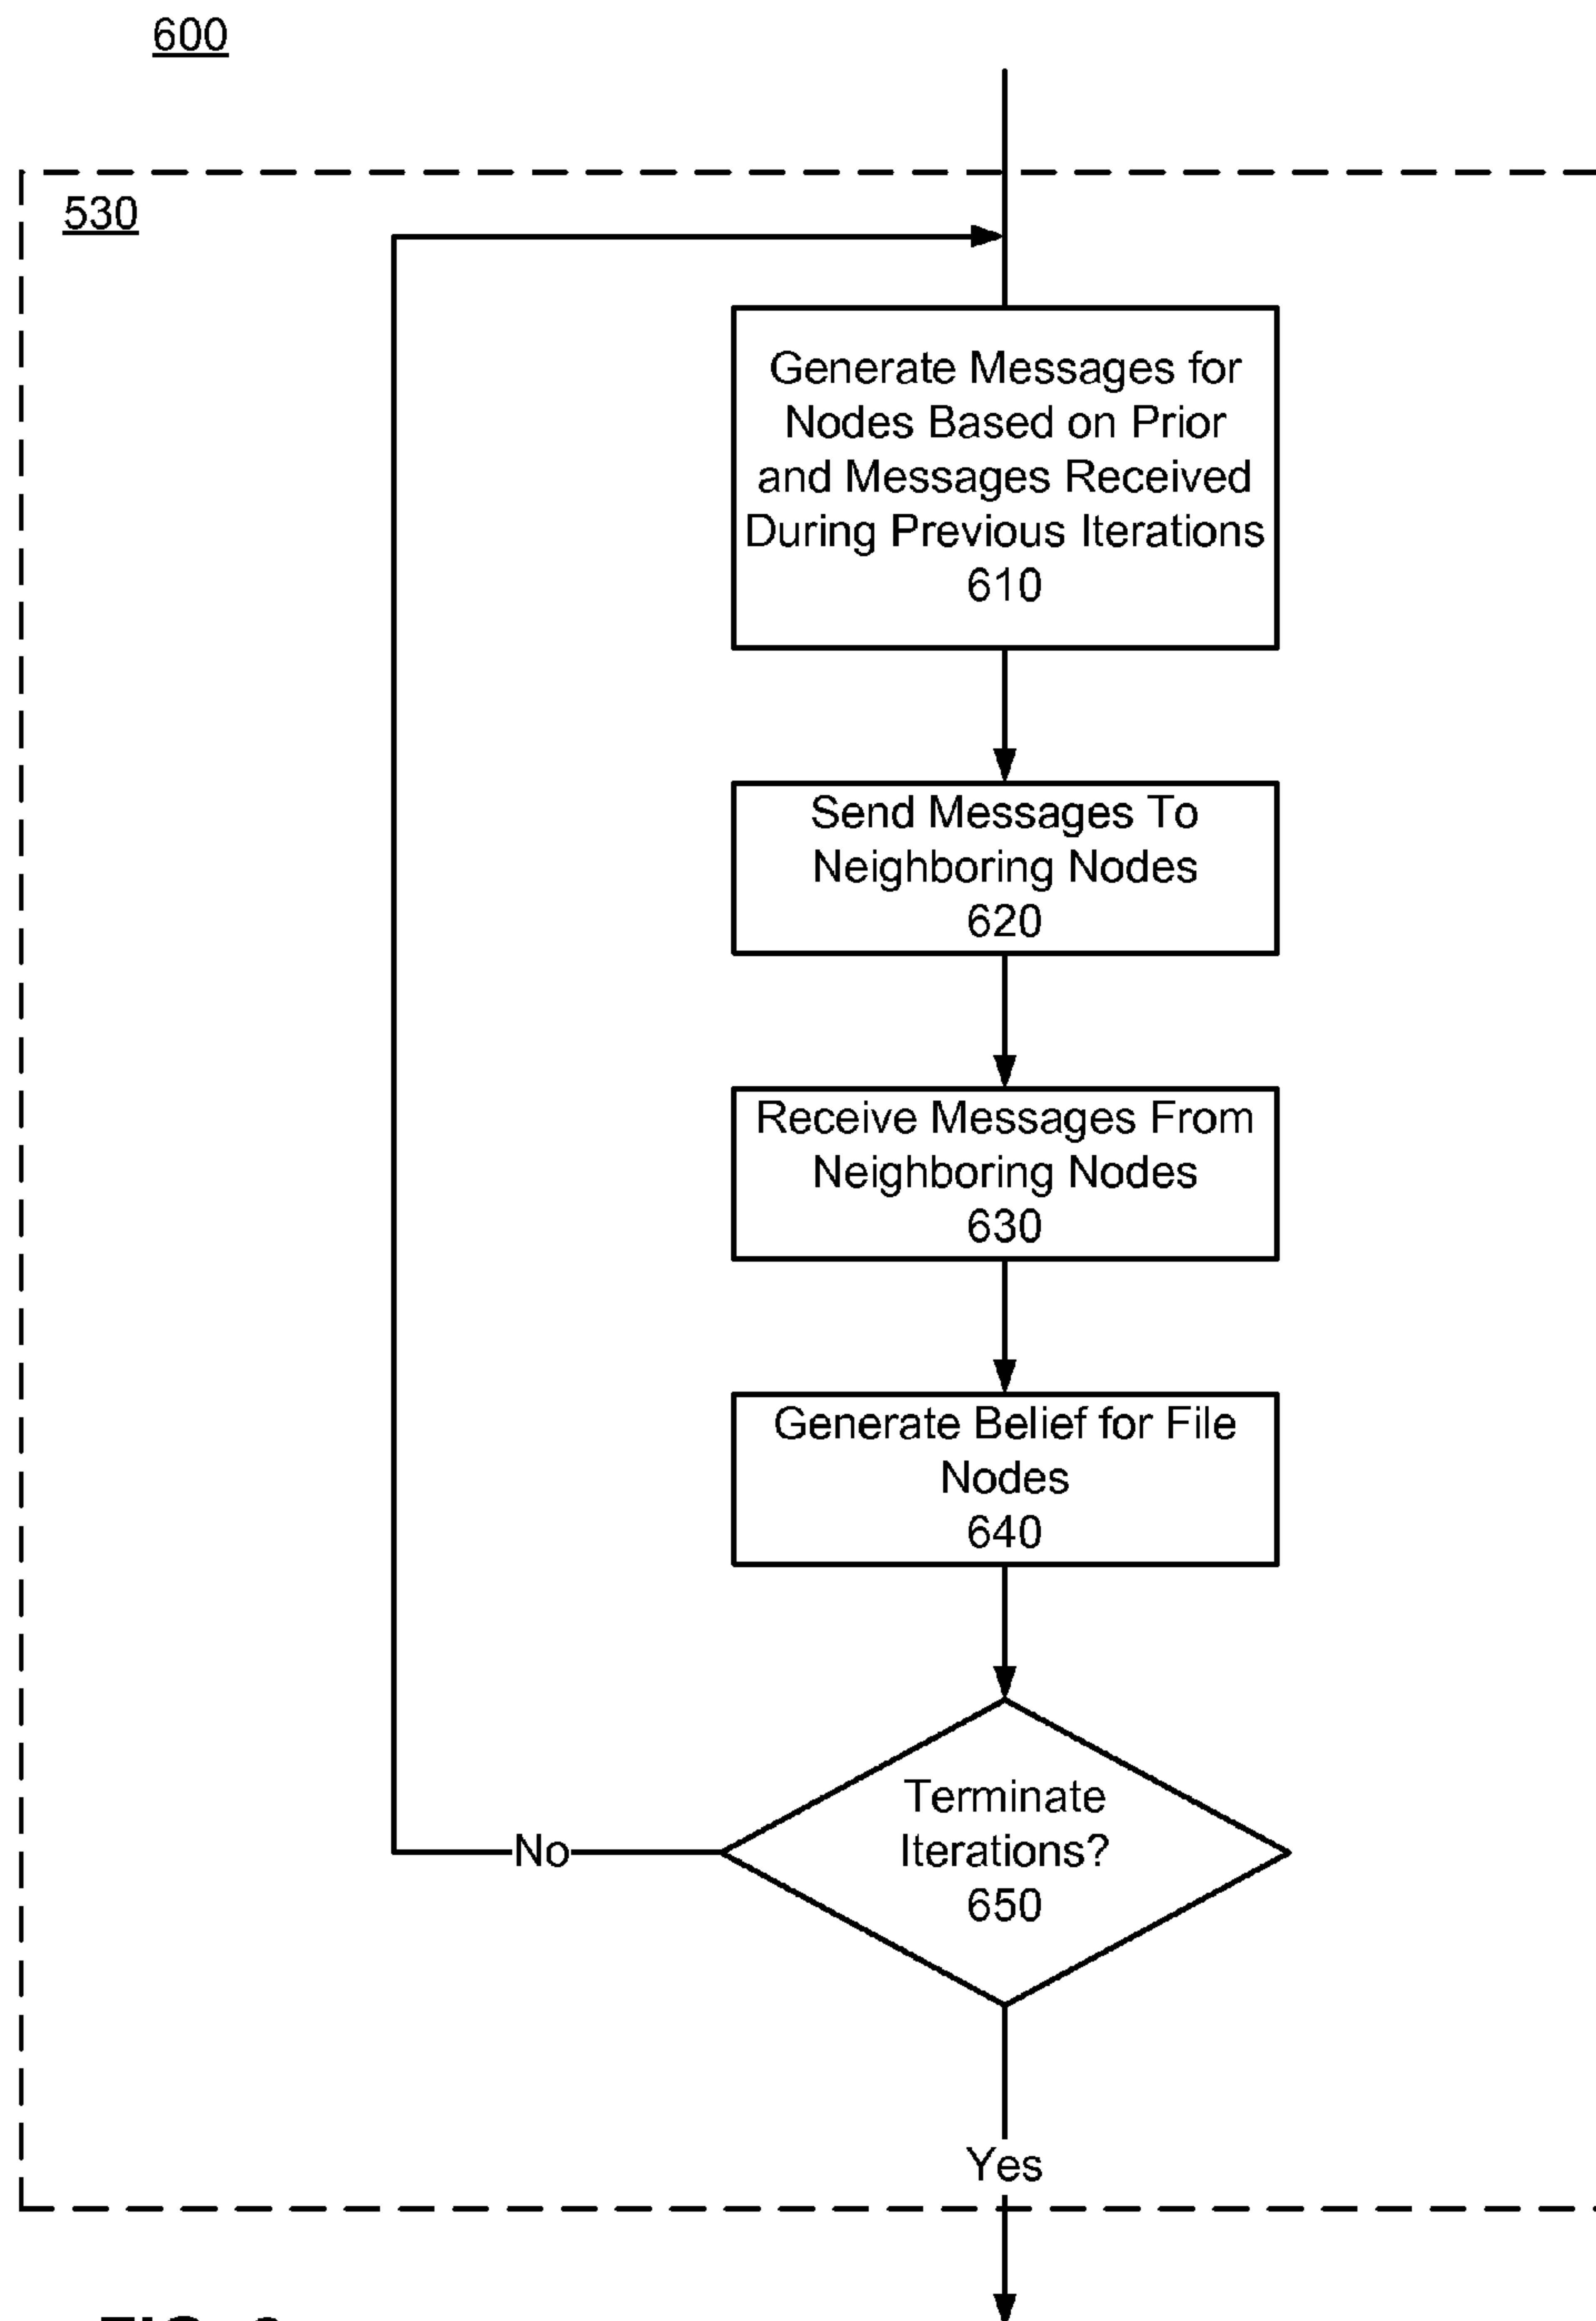 600
530
Generate Messages for
Nodes Based on Prior
and Messages Received
During Previous Iterations
610
Send Messages To
Neighboring Nodes
620
Receive Messages From
Neighboring Nodes
630
Generate Belief for File
Nodes
640
Terminate
Iterations?
650
No
Yes